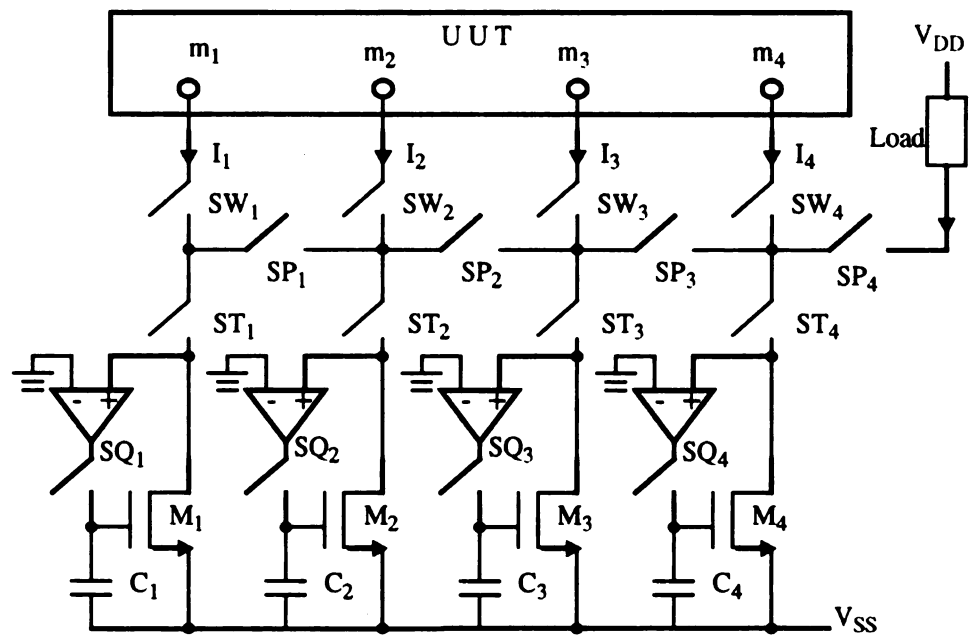 U U T
m1 m2 m3 m4
VDD
Load
I1 I2 I3 I4
SW1 SW2 SW3 SW4
SP1 SP2 SP3 SP4
ST1 ST2 ST3 ST4
- + - + - + - +
SQ1 SQ2 SQ3 SQ4
M1 M2 M3 M4
C1 C2 C3 C4
VSS